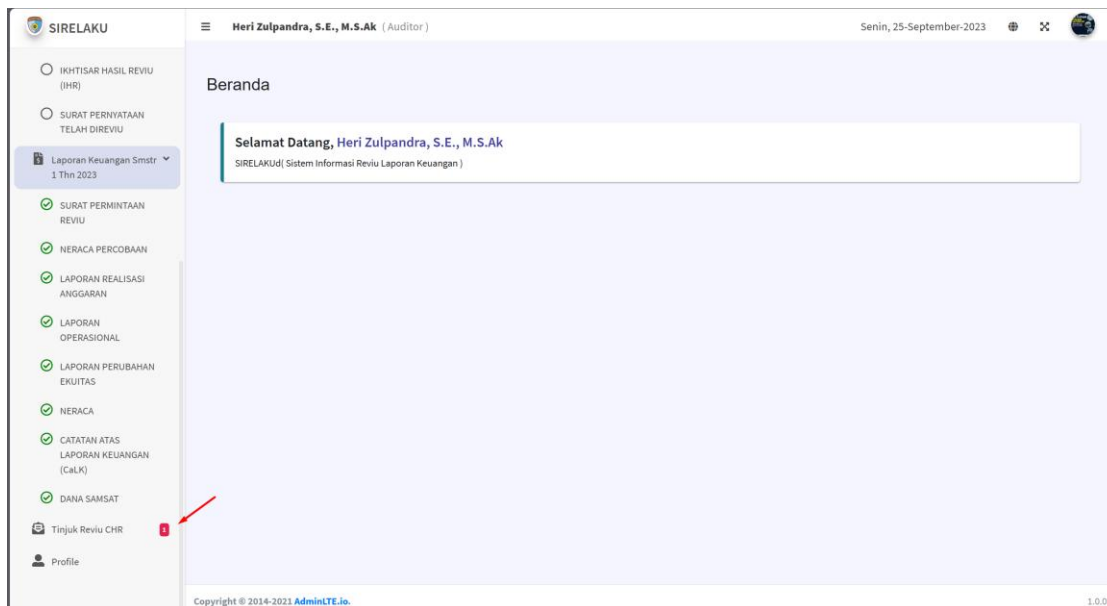 SIRELAKU
Heri Zulpandra, S.E., M.S.Ak ( Auditor )
Senin, 25-September-2023
IKHTISAR HASIL REVIU
(IHR)
SURAT PERNYATAAN
TELAH DIREVIU
Laporan Keuangan Smstr
1 Thn 2023
SURAT PERMINTAAN
REVIU
NERACA PERCOBAAN
LAPORAN REALISASI
ANGGARAN
LAPORAN
OPERASIONAL
LAPORAN PERUBAHAN
EKUITAS
NERACA
CATATAN ATAS
LAPORAN KEUANGAN
(CaLK)
DANA SAMSAT
Tinjuk Reviu CHR 1
Profile
Beranda
Selamat Datang, Heri Zulpandra, S.E., M.S.Ak
SIRELAKUd( Sistem Informasi Reviu Laporan Keuangan )
Copyright © 2014-2021 AdminLTE.io.
1.0.0